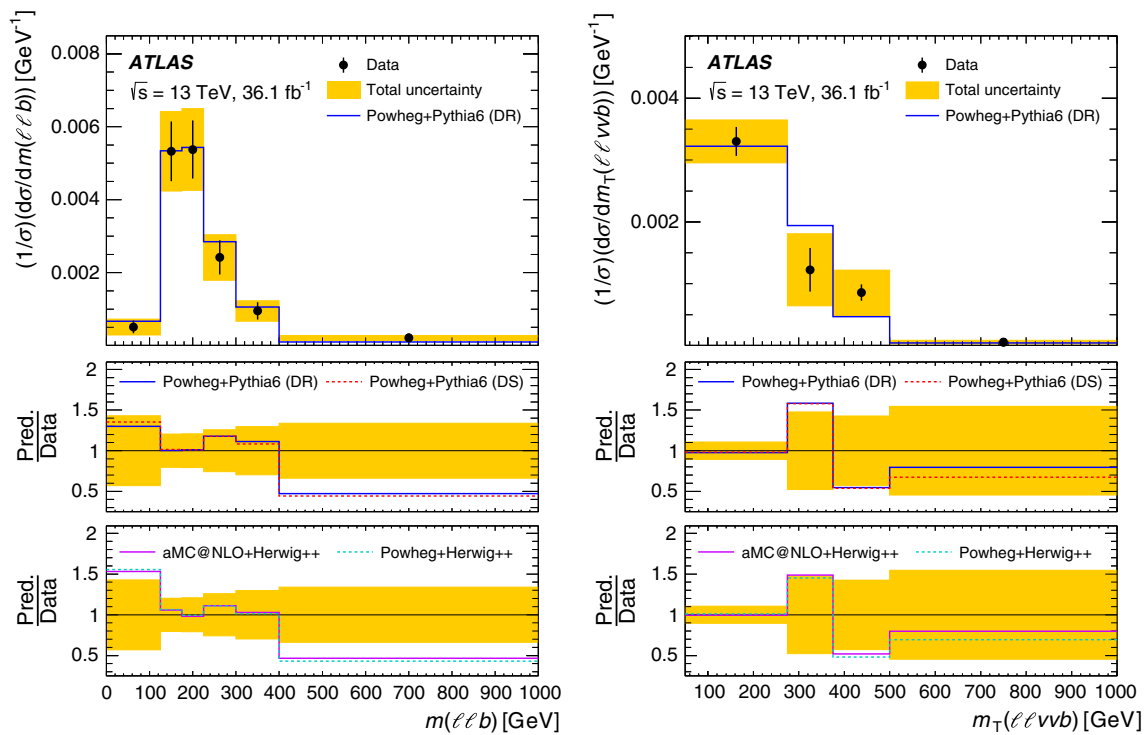 (1/σ)(dσ/dm(ℓℓb)) [GeV⁻¹]
0.008
0.006
0.004
0.002
ATLAS
√s = 13 TeV, 36.1 fb⁻¹
Data
Total uncertainty
Powheg+Pythia6 (DR)
Pred.
Data
2
1.5
1
0.5
Powheg+Pythia6 (DR)
Powheg+Pythia6 (DS)
Pred.
Data
2
1.5
1
0.5
aMC@NLO+Herwig++
Powheg+Herwig++
0 100 200 300 400 500 600 700 800 900 1000
m(ℓℓb) [GeV]
(1/σ)(dσ/dm_T(ℓℓννb)) [GeV⁻¹]
0.004
0.002
ATLAS
√s = 13 TeV, 36.1 fb⁻¹
Data
Total uncertainty
Powheg+Pythia6 (DR)
Pred.
Data
2
1.5
1
0.5
Powheg+Pythia6 (DR)
Powheg+Pythia6 (DS)
Pred.
Data
2
1.5
1
0.5
aMC@NLO+Herwig++
Powheg+Herwig++
100 200 300 400 500 600 700 800 900 1000
m_T(ℓℓννb) [GeV]